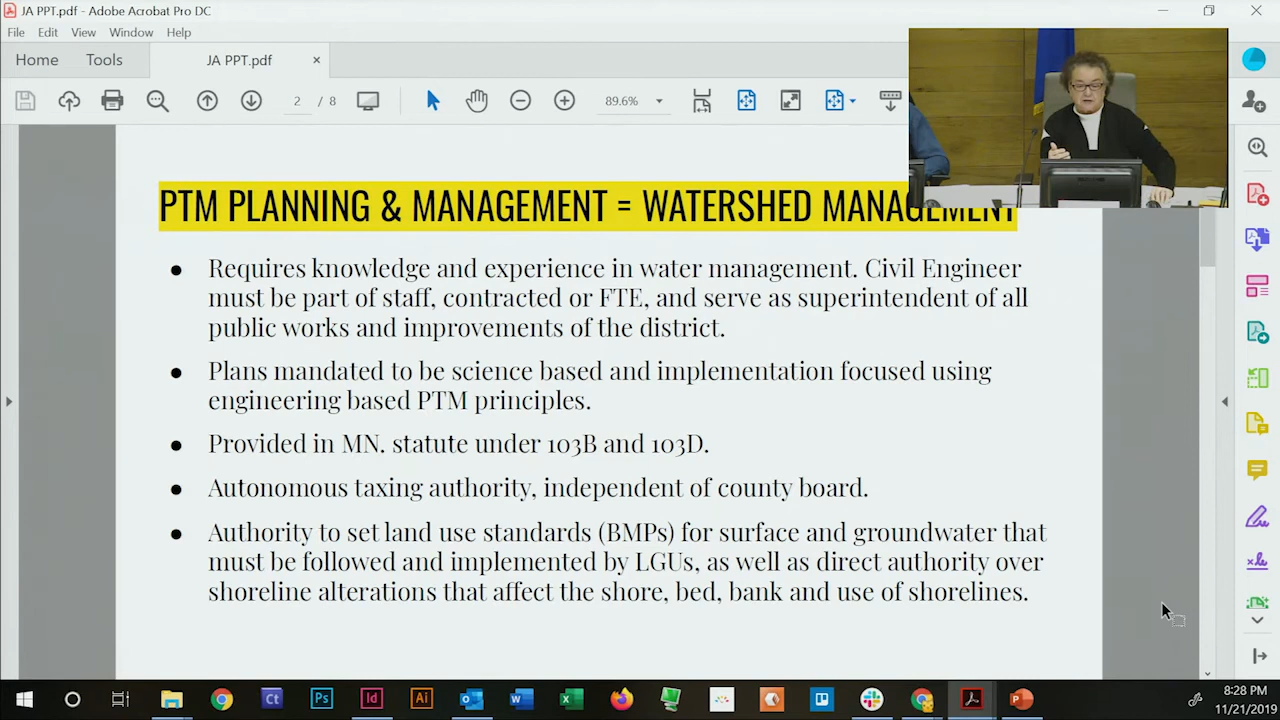 JA PPT.pdf - Adobe Acrobat Pro DC
File Edit View Window Help
Home Tools JA PPT.pdf ×
2 / 8 89.6%
PTM PLANNING & MANAGEMENT = WATERSHED MANAGEMENT
● Requires knowledge and experience in water management. Civil Engineer
must be part of staff, contracted or FTE, and serve as superintendent of all
public works and improvements of the district.
● Plans mandated to be science based and implementation focused using
engineering based PTM principles.
● Provided in MN. statute under 103B and 103D.
● Autonomous taxing authority, independent of county board.
● Authority to set land use standards (BMPs) for surface and groundwater that
must be followed and implemented by LGUs, as well as direct authority over
shoreline alterations that affect the shore, bed, bank and use of shorelines.
Ct Ps Id Ai
8:28 PM
11/21/2019